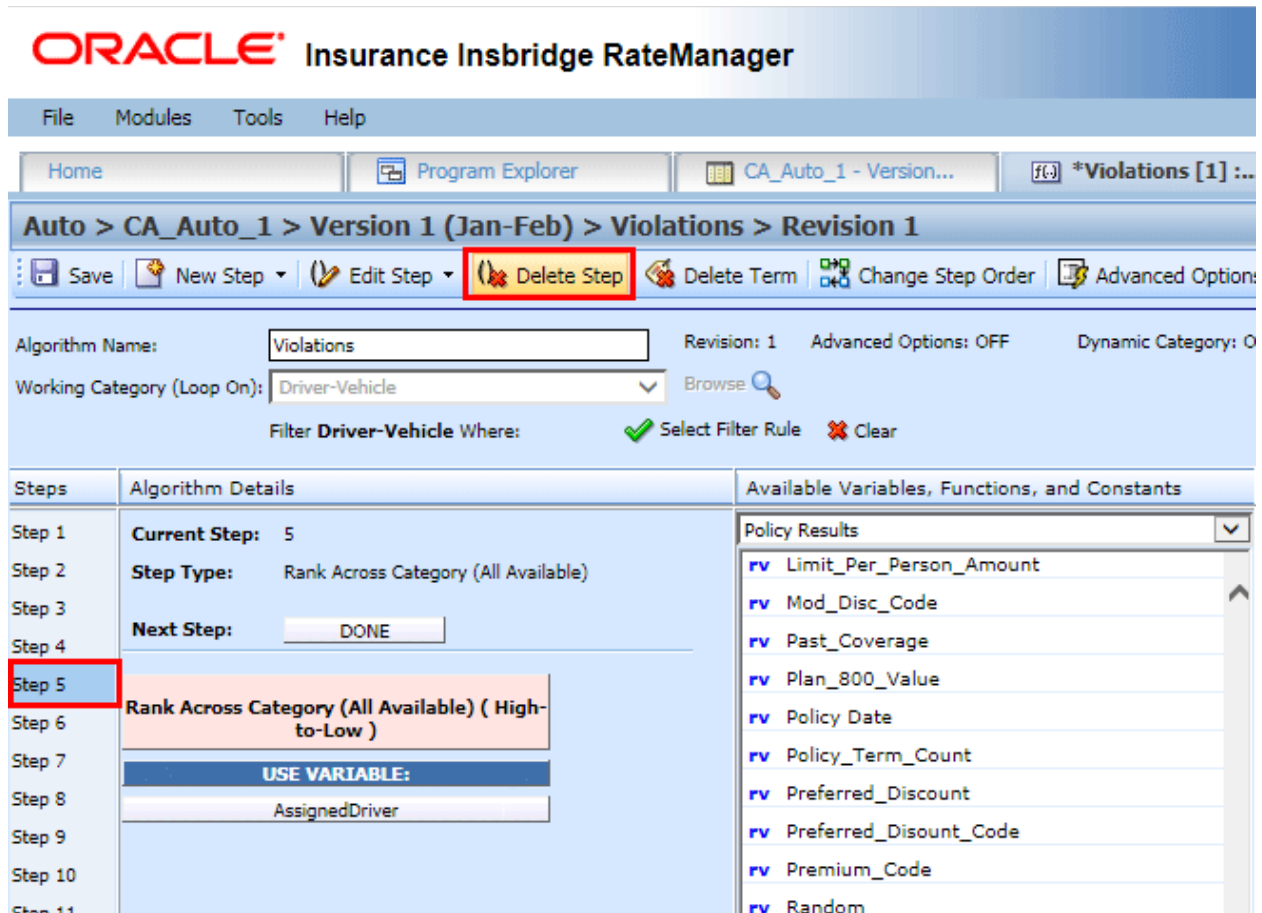 ORACLE Insurance Insbridge RateManager
File Modules Tools Help
Home Program Explorer CA_Auto_1 - Version... *Violations [1] :...
Auto > CA_Auto_1 > Version 1 (Jan-Feb) > Violations > Revision 1
Save New Step Edit Step Delete Step Delete Term Change Step Order Advanced Option
Algorithm Name: Violations Revision: 1 Advanced Options: OFF Dynamic Category: O
Working Category (Loop On): Driver-Vehicle Browse
Filter Driver-Vehicle Where: Select Filter Rule Clear
Steps Algorithm Details Available Variables, Functions, and Constants
Step 1 Current Step: 5 Policy Results
Step 2 Step Type: Rank Across Category (All Available) rv Limit_Per_Person_Amount
Step 3 rv Mod_Disc_Code
Step 4 Next Step: DONE rv Past_Coverage
Step 5 rv Plan_800_Value
Step 6 Rank Across Category (All Available) ( High-
to-Low ) rv Policy Date
Step 7 USE VARIABLE: rv Policy_Term_Count
Step 8 AssignedDriver rv Preferred_Discount
Step 9 rv Preferred_Disount_Code
Step 10 rv Premium_Code
Step 11 rv Random